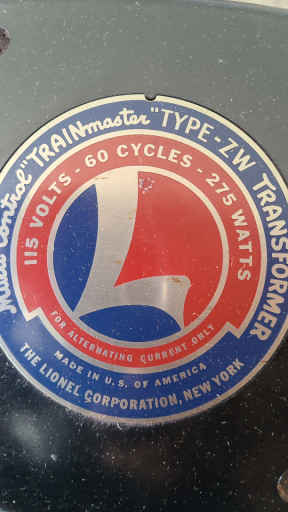 Multi Control "TRAINmaster" TYPE-ZW TRANSFORMER
115 VOLTS - 60 CYCLES - 275 WATTS
L
FOR ALTERNATING CURRENT ONLY
MADE IN U.S. OF AMERICA
THE LIONEL CORPORATION, NEW YORK